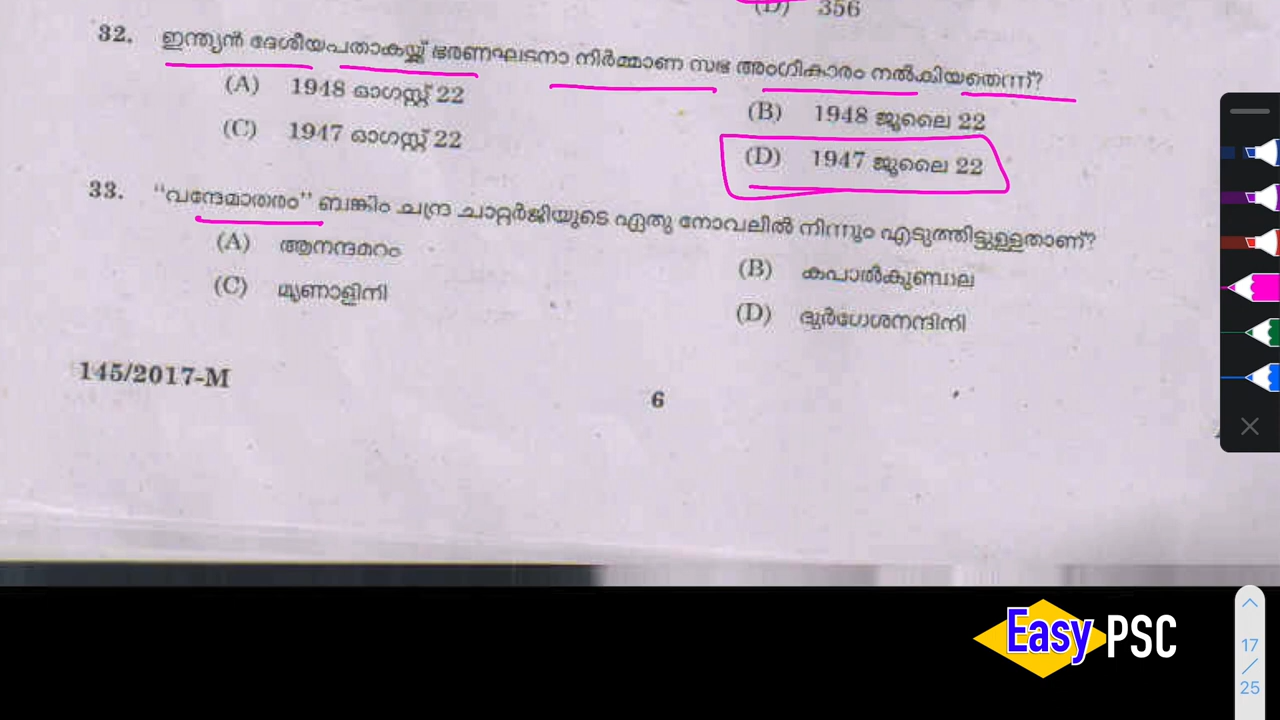 (D) 356
32. ഇന്ത്യൻ ദേശീയപതാകയ്ക്ക് ഭരണഘടനാ നിർമ്മാണ സഭ അംഗീകാരം നൽകിയതെന്ന്?
(A) 1948 ഓഗസ്റ്റ് 22
(B) 1948 ജൂലൈ 22
(C) 1947 ഓഗസ്റ്റ് 22
(D) 1947 ജൂലൈ 22
33. "വന്ദേമാതരം" ബങ്കിം ചന്ദ്ര ചാറ്റർജിയുടെ ഏതു നോവലിൽ നിന്നും എടുത്തിട്ടുള്ളതാണ്?
(A) ആനന്ദമഠം
(B) കപാൽകുണ്ഡല
(C) മൃണാളിനി
(D) ദുർഗേശനന്ദിനി
145/2017-M
6
Easy PSC
17
/
25